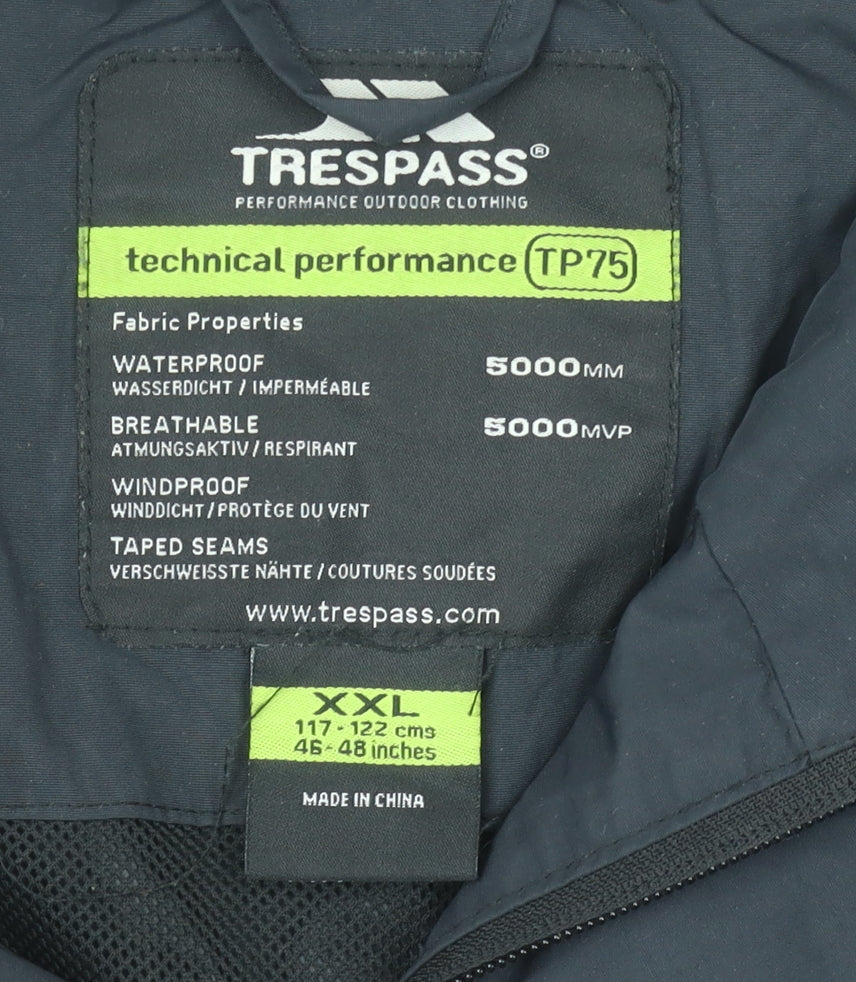 TRESPASS®
PERFORMANCE OUTDOOR CLOTHING
technical performance TP75
Fabric Properties
WATERPROOF 5000MM
WASSERDICHT / IMPERMÉABLE
BREATHABLE 5000MVP
ATMUNGSAKTIV / RESPIRANT
WINDPROOF
WINDDICHT / PROTÈGE DU VENT
TAPED SEAMS
VERSCHWEISSTE NÄHTE / COUTURES SOUDÉES
www.trespass.com
XXL
117 - 122 cms
46 - 48 inches
MADE IN CHINA